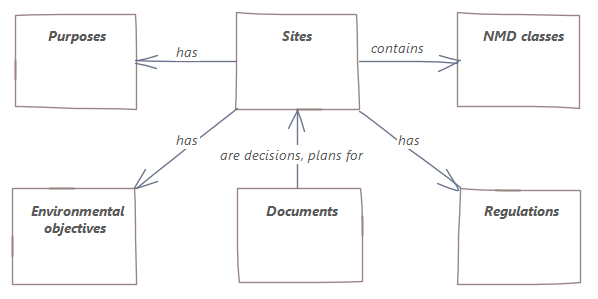 Purposes
Sites
NMD classes
has
contains
has
has
are decisions, plans for
Environmental
objectives
Documents
Regulations